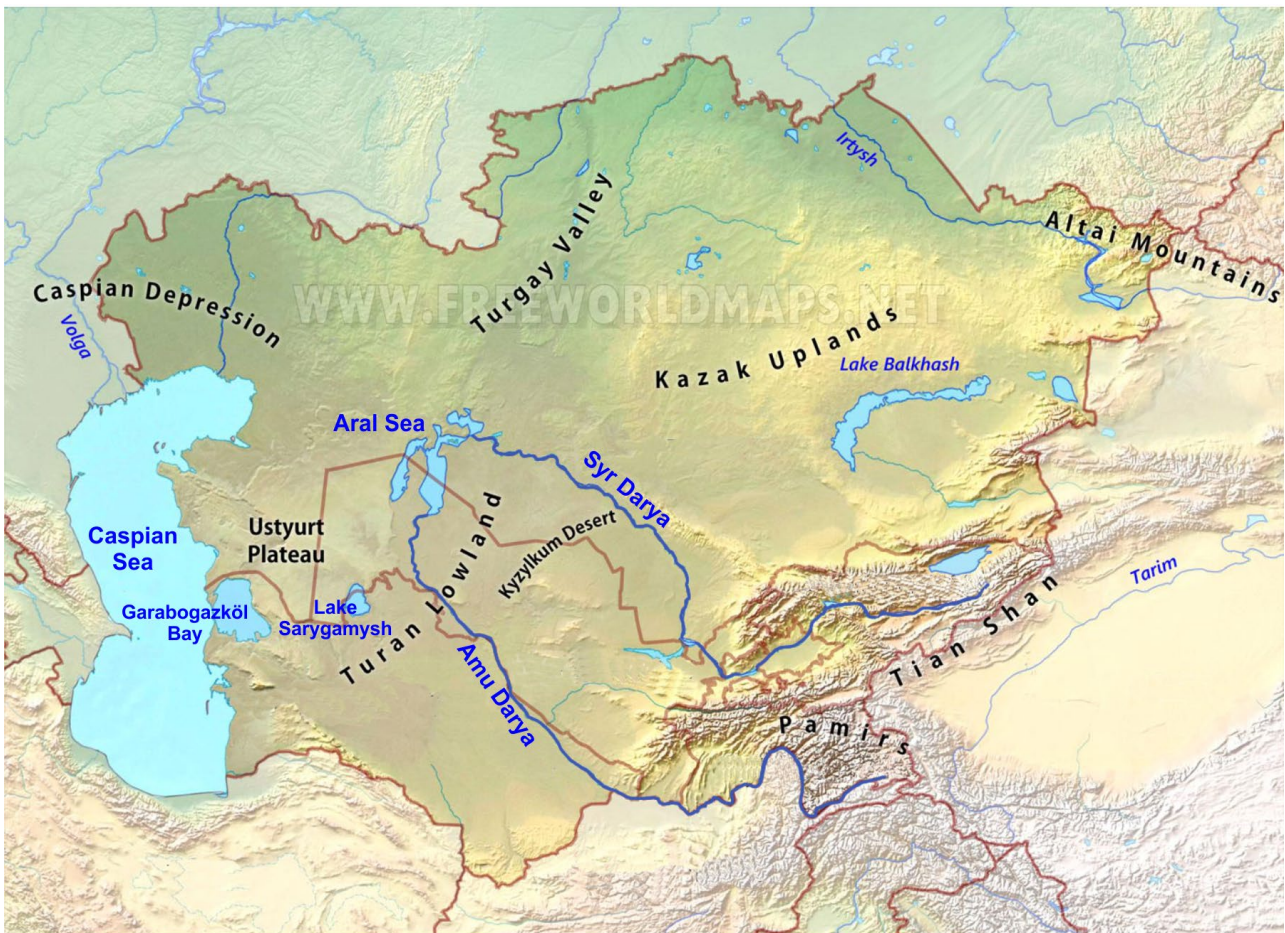 Irtysh
Altai Mountains
Turgay Valley
Caspian Depression
WWW.FREEWORLDMAPS.NET
Volga
Kazak Uplands
Lake Balkhash
Aral Sea
Syr Darya
Ustyurt
Plateau
Kyzylkum Desert
Caspian
Sea
Turan Lowland
Garabogazköl
Bay
Lake
Sarygamysh
Tarim
Tian Shan
Amu Darya
Pamirs